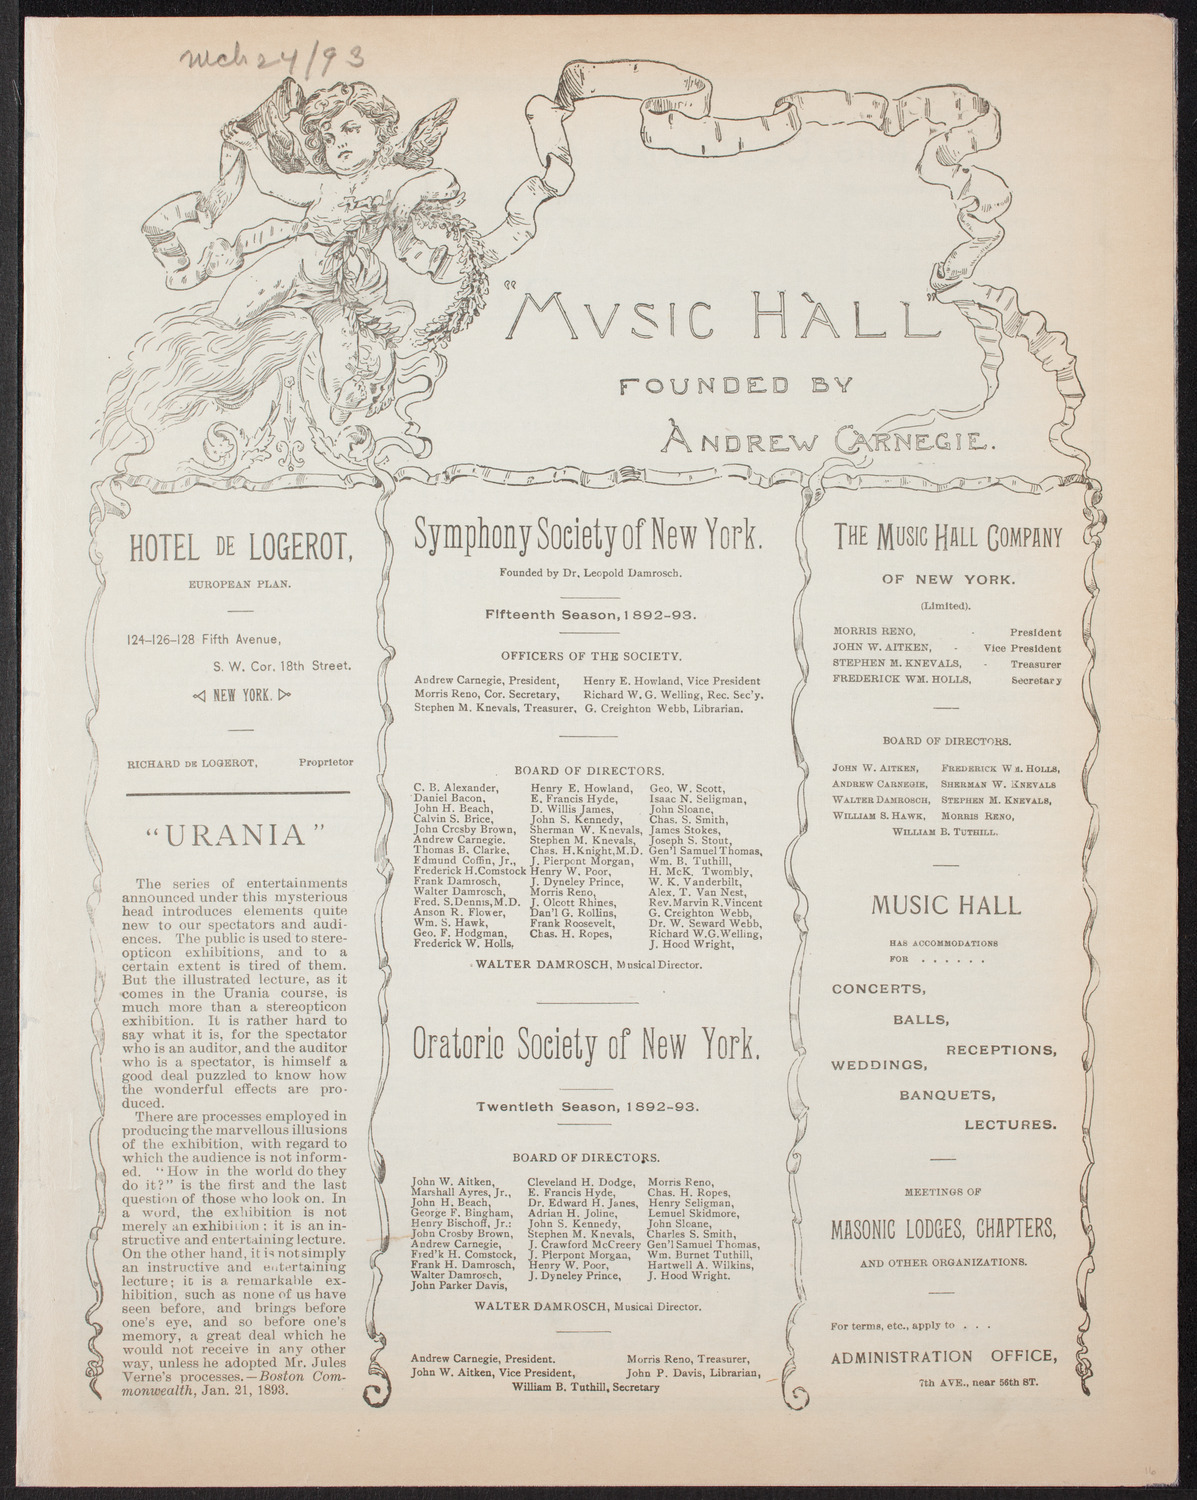 Mch 24/93
"MVSIC HALL"
FOUNDED BY
ANDREW CARNEGIE.
HOTEL DE LOGEROT,
EUROPEAN PLAN.
124-126-128 Fifth Avenue,
S. W. Cor. 18th Street.
NEW YORK.
RICHARD DE LOGEROT, Proprietor
"URANIA"
The series of entertainments
announced under this mysterious
head introduces elements quite
new to our spectators and audi-
ences. The public is used to stere-
opticon exhibitions, and to a
certain extent is tired of them.
But the illustrated lecture, as it
comes in the Urania course, is
much more than a stereopticon
exhibition. It is rather hard to
say what it is, for the spectator
who is an auditor, and the auditor
who is a spectator, is himself a
good deal puzzled to know how
the wonderful effects are pro-
duced.
There are processes employed in
producing the marvellous illusions
of the exhibition, with regard to
which the audience is not inform-
ed. "How in the world do they
do it?" is the first and the last
question of those who look on. In
a word, the exhibition is not
merely an exhibition; it is an in-
structive and entertaining lecture.
On the other hand, it is not simply
an instructive and entertaining
lecture; it is a remarkable ex-
hibition, such as none of us have
seen before, and brings before
one's eye, and so before one's
memory, a great deal which he
would not receive in any other
way, unless he adopted Mr. Jules
Verne's processes.—Boston Com-
monwealth, Jan. 21, 1893.
Symphony Society of New York.
Founded by Dr. Leopold Damrosch.
Fifteenth Season, 1892-93.
OFFICERS OF THE SOCIETY.
Andrew Carnegie, President, Henry E. Howland, Vice President
Morris Reno, Cor. Secretary, Richard W. G. Welling, Rec. Sec'y.
Stephen M. Knevals, Treasurer, G. Creighton Webb, Librarian.
BOARD OF DIRECTORS.
C. B. Alexander, Henry E. Howland, Geo. W. Scott,
Daniel Bacon, E. Francis Hyde, Isaac N. Seligman,
John H. Beach, D. Willis James, John Sloane,
Calvin S. Brice, John S. Kennedy, Chas. S. Smith,
John Crosby Brown, Sherman W. Knevals, James Stokes,
Andrew Carnegie, Stephen M. Knevals, Joseph S. Stout,
Thomas B. Clarke, Chas. H. Knight, M.D. Gen'l Samuel Thomas,
Edmund Coffin, Jr., J. Pierpont Morgan, Wm. B. Tuthill,
Frederick H. Comstock Henry W. Poor, H. McK. Twombly,
Frank Damrosch, J. Dyneley Prince, W. K. Vanderbilt,
Walter Damrosch, Morris Reno, Alex. T. Van Nest,
Fred. S. Dennis, M.D. J. Olcott Rhines, Rev. Marvin R. Vincent
Anson R. Flower, Dan'l G. Rollins, G. Creighton Webb,
Wm. S. Hawk, Frank Roosevelt, Dr. W. Seward Webb,
Geo. F. Hodgman, Chas. H. Ropes, Richard W. G. Welling,
Frederick W. Holls, J. Hood Wright,
WALTER DAMROSCH, Musical Director.
Oratorio Society of New York.
Twentieth Season, 1892-93.
BOARD OF DIRECTORS.
John W. Aitken, Cleveland H. Dodge, Morris Reno,
Marshall Ayres, Jr., E. Francis Hyde, Chas. H. Ropes,
John H. Beach, Dr. Edward H. Janes, Henry Seligman,
George F. Bingham, Adrian H. Joline, Lemuel Skidmore,
Henry Bischoff, Jr.: John S. Kennedy, John Sloane,
John Crosby Brown, Stephen M. Knevals, Charles S. Smith,
Andrew Carnegie, J. Crawford McCreery Gen'l Samuel Thomas,
Fred'k H. Comstock, J. Pierpont Morgan, Wm. Burnet Tuthill,
Frank H. Damrosch, Henry W. Poor, Hartwell A. Wilkins,
Walter Damrosch, J. Dyneley Prince, J. Hood Wright.
John Parker Davis,
WALTER DAMROSCH, Musical Director.
Andrew Carnegie, President. Morris Reno, Treasurer,
John W. Aitken, Vice President, John P. Davis, Librarian,
William B. Tuthill, Secretary
THE MUSIC HALL COMPANY
OF NEW YORK.
(Limited).
MORRIS RENO, - President
JOHN W. AITKEN, - Vice President
STEPHEN M. KNEVALS, - Treasurer
FREDERICK WM. HOLLS, Secretary
BOARD OF DIRECTORS.
JOHN W. AITKEN, FREDERICK WM. HOLLS,
ANDREW CARNEGIE, SHERMAN W. KNEVALS
WALTER DAMROSCH, STEPHEN M. KNEVALS,
WILLIAM S. HAWK, MORRIS RENO,
WILLIAM B. TUTHILL.
MUSIC HALL
HAS ACCOMMODATIONS
FOR . . . . . .
CONCERTS,
BALLS,
RECEPTIONS,
WEDDINGS,
BANQUETS,
LECTURES.
MEETINGS OF
MASONIC LODGES, CHAPTERS,
AND OTHER ORGANIZATIONS.
For terms, etc., apply to . . .
ADMINISTRATION OFFICE,
7th AVE., near 56th ST.